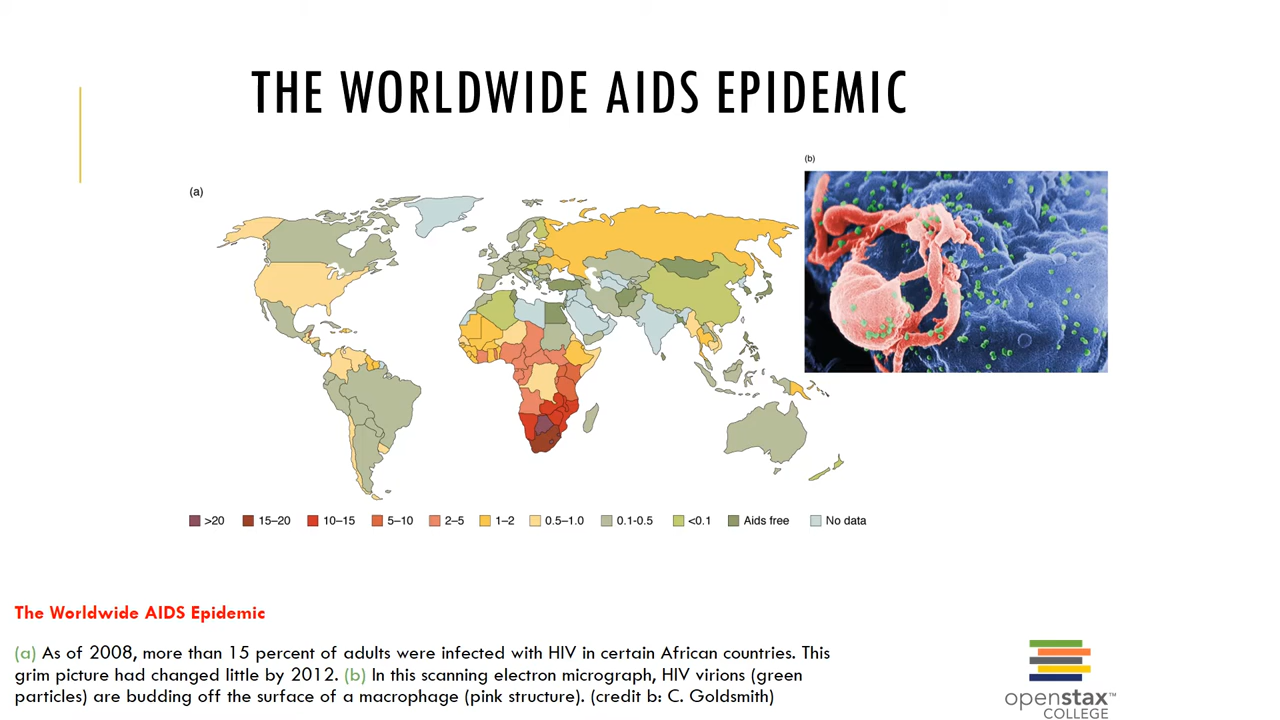 THE WORLDWIDE AIDS EPIDEMIC
(b)
(a)
>20 15–20 10–15 5–10 2–5 1–2 0.5–1.0 0.1-0.5 <0.1 Aids free No data
The Worldwide AIDS Epidemic
(a) As of 2008, more than 15 percent of adults were infected with HIV in certain African countries. This
grim picture had changed little by 2012. (b) In this scanning electron micrograph, HIV virions (green
particles) are budding off the surface of a macrophage (pink structure). (credit b: C. Goldsmith)
openstax™
COLLEGE